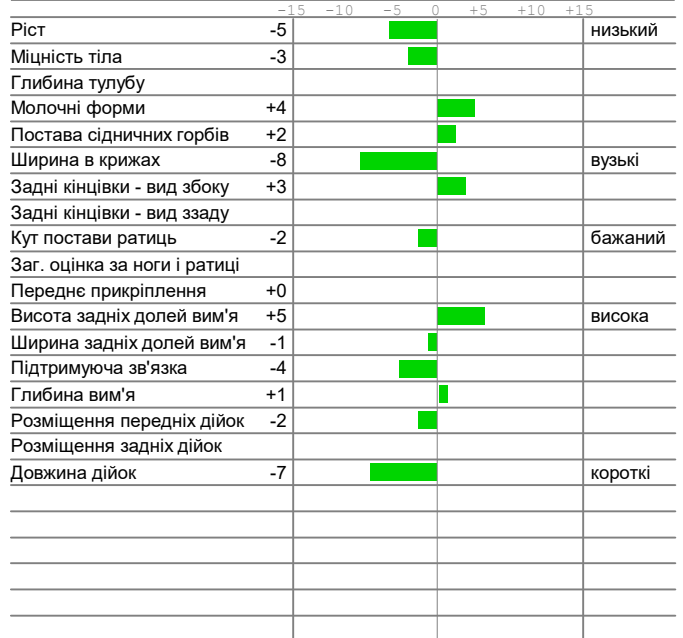 -15 -10 -5 0 +5 +10 +15
Ріст -5 низький
Міцність тіла -3
Глибина тулубу
Молочні форми +4
Постава сідничних горбів +2
Ширина в крижах -8 вузькі
Задні кінцівки - вид збоку +3
Задні кінцівки - вид ззаду
Кут постави ратиць -2 бажаний
Заг. оцінка за ноги і ратиці
Переднє прикріплення +0
Висота задніх долей вим'я +5 висока
Ширина задніх долей вим'я -1
Підтримуюча зв'язка -4
Глибина вим'я +1
Розміщення передніх дійок -2
Розміщення задніх дійок
Довжина дійок -7 короткі